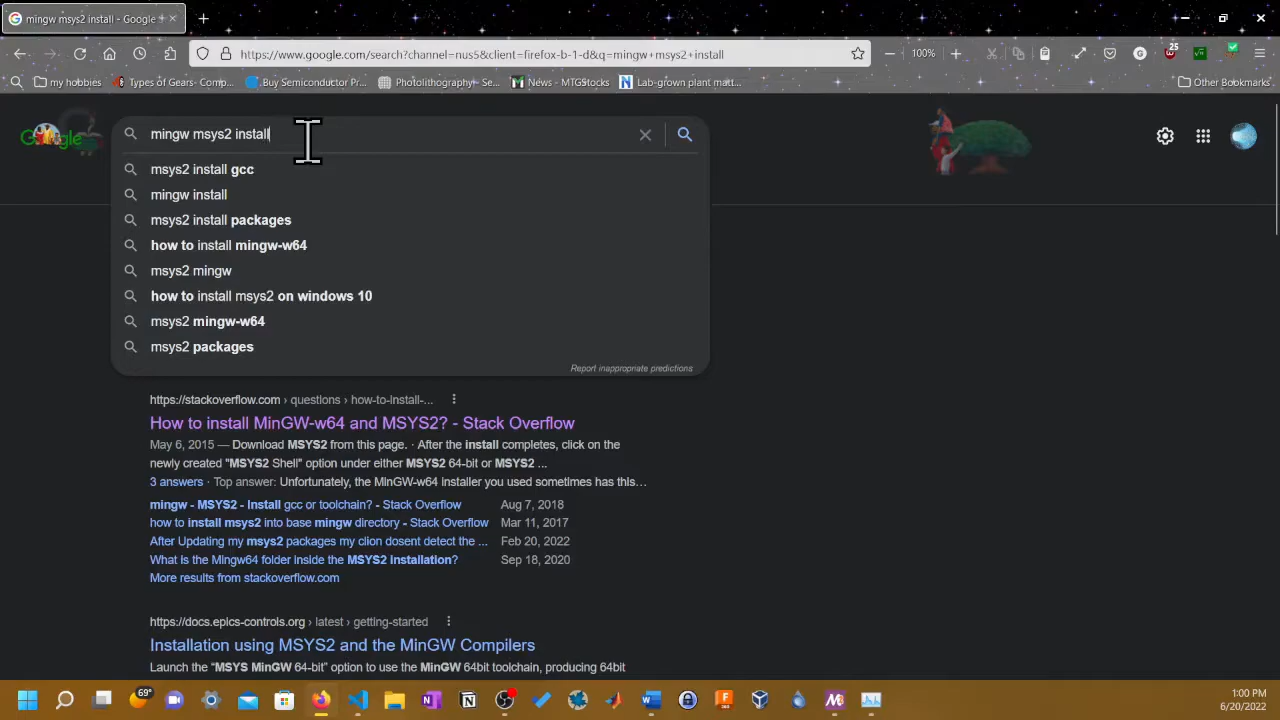 mingw msys2 install - Google
https://www.google.com/search?channel=nus5&client=firefox-b-1-d&q=mingw+msys2+install
100%
25
my hobbies
Types of Gears- Comp...
Buy Semiconductor Pr...
Photolithography - Se...
News - MTGStocks
Lab-grown plant matt...
Other Bookmarks
mingw msys2 install
msys2 install gcc
mingw install
msys2 install packages
how to install mingw-w64
msys2 mingw
how to install msys2 on windows 10
msys2 mingw-w64
msys2 packages
Report inappropriate predictions
https://stackoverflow.com › questions › how-to-install-...
How to install MinGW-w64 and MSYS2? - Stack Overflow
May 6, 2015 — Download MSYS2 from this page. · After the install completes, click on the
newly created "MSYS2 Shell" option under either MSYS2 64-bit or MSYS2 ...
3 answers · Top answer: Unfortunately, the MinGW-w64 installer you used sometimes has this…
mingw - MSYS2 - Install gcc or toolchain? - Stack Overflow Aug 7, 2018
how to install msys2 into base mingw directory - Stack Overflow Mar 11, 2017
After Updating my msys2 packages my clion dosent detect the ... Feb 20, 2022
What Is the Mingw64 folder inside the MSYS2 Installation? Sep 18, 2020
More results from stackoverflow.com
https://docs.epics-controls.org › latest › getting-started
Installation using MSYS2 and the MinGW Compilers
Launch the "MSYS MinGW 64-bit" option to use the MinGW 64bit toolchain, producing 64bit
69°
1:00 PM
6/20/2022